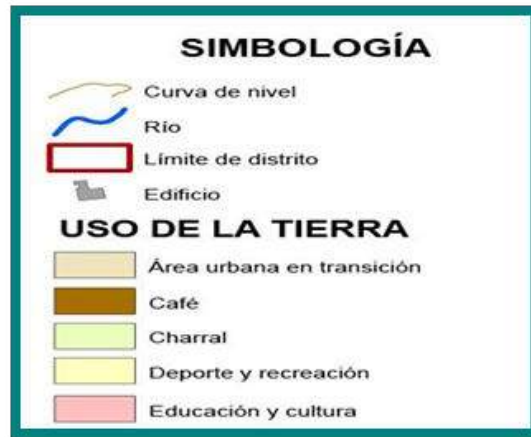 SIMBOLOGÍA
Curva de nivel
Río
Límite de distrito
Edificio
USO DE LA TIERRA
Área urbana en transición
Café
Charral
Deporte y recreación
Educación y cultura